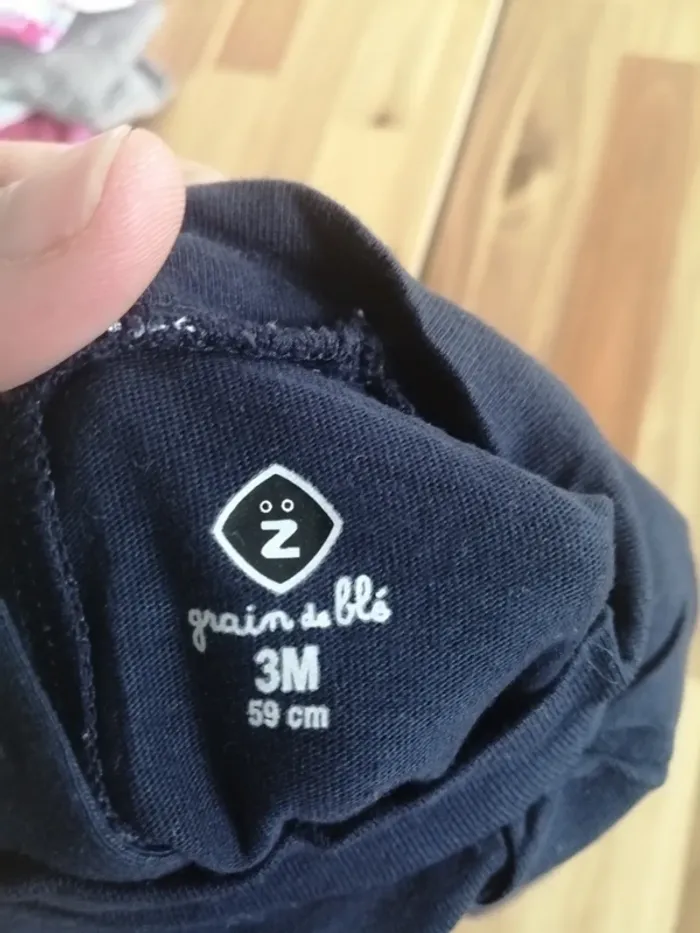 z
grain de blé
3M
59 cm